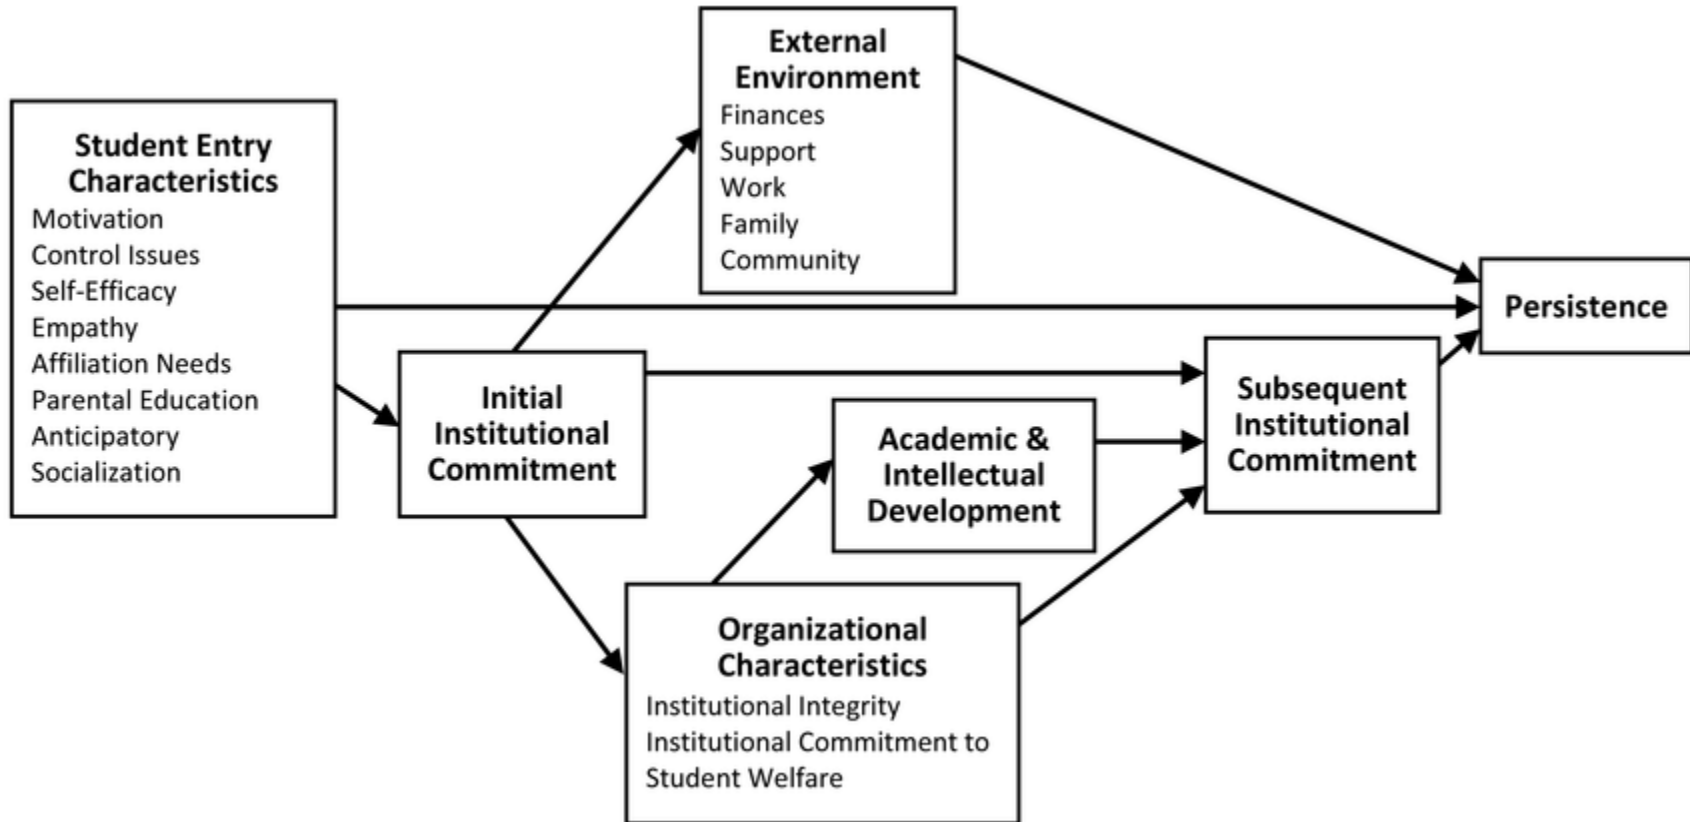 Student Entry
Characteristics
Motivation
Control Issues
Self-Efficacy
Empathy
Affiliation Needs
Parental Education
Anticipatory
Socialization
Initial
Institutional
Commitment
External
Environment
Finances
Support
Work
Family
Community
Academic &
Intellectual
Development
Organizational
Characteristics
Institutional Integrity
Institutional Commitment to
Student Welfare
Subsequent
Institutional
Commitment
Persistence